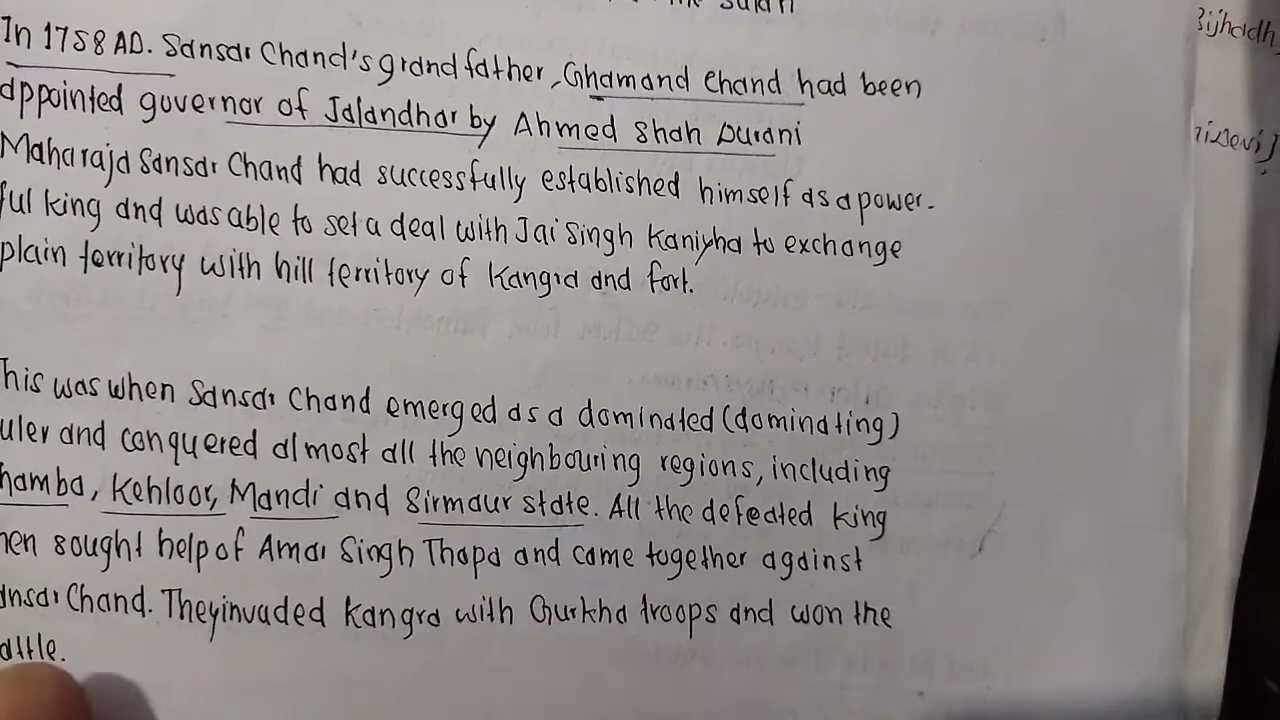 In 1758 AD. Sansar Chand's grandfather, Ghamand Chand had been
appointed governor of Jalandhar by Ahmed Shah Durani
Maharaja Sansar Chand had successfully established himself as a power-
ful king and was able to set a deal with Jai Singh Kaniyha to exchange
plain territory with hill territory of Kangra and fort.
his was when Sansar Chand emerged as a dominated (dominating)
uler and conquered almost all the neighbouring regions, including
hamba, Kehloor, Mandi and Sirmaur state. All the defeated king
hen sought help of Amar Singh Thapa and came together against
ansar Chand. They invaded Kangra with Gurkha troops and won the
attle.